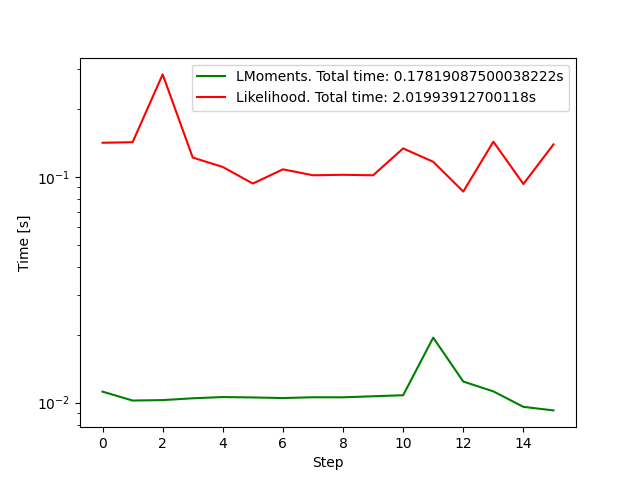 LMoments. Total time: 0.17819087500038222s
Likelihood. Total time: 2.01993912700118s
10⁻¹
10⁻²
Time [s]
0 2 4 6 8 10 12 14
Step